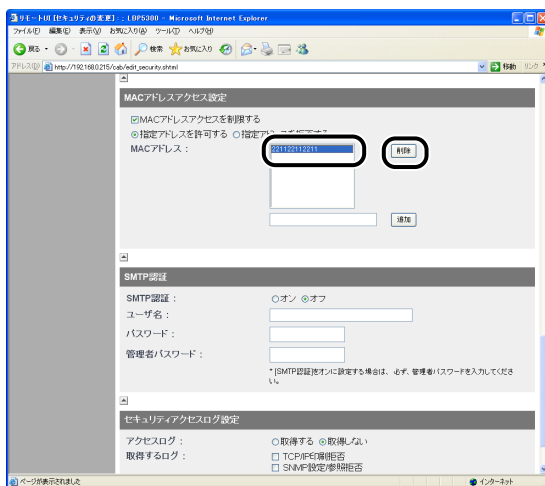 リモートUI [セキュリティの変更] : ; LBP5300 - Microsoft Internet Explorer
ファイル(F) 編集(E) 表示(V) お気に入り(A) ツール(T) ヘルプ(H)
戻る 検索 お気に入り
アドレス(D) http://192.168.0.215/cab/edit_security.shtml 移動 リンク
MACアドレスアクセス設定
MACアドレスアクセスを制限する
指定アドレスを許可する 指定アドレスを拒否する
MACアドレス : 221122112211 削除
追加
SMTP認証
SMTP認証 : オン オフ
ユーザ名 :
パスワード :
管理者パスワード :
* [SMTP認証]をオンに設定する場合は、必ず、管理者パスワードを入力してくださ
い。
セキュリティアクセスログ設定
アクセスログ : 取得する 取得しない
取得するログ : TCP/IP印刷拒否
SNMP設定/参照拒否
ページが表示されました インターネット